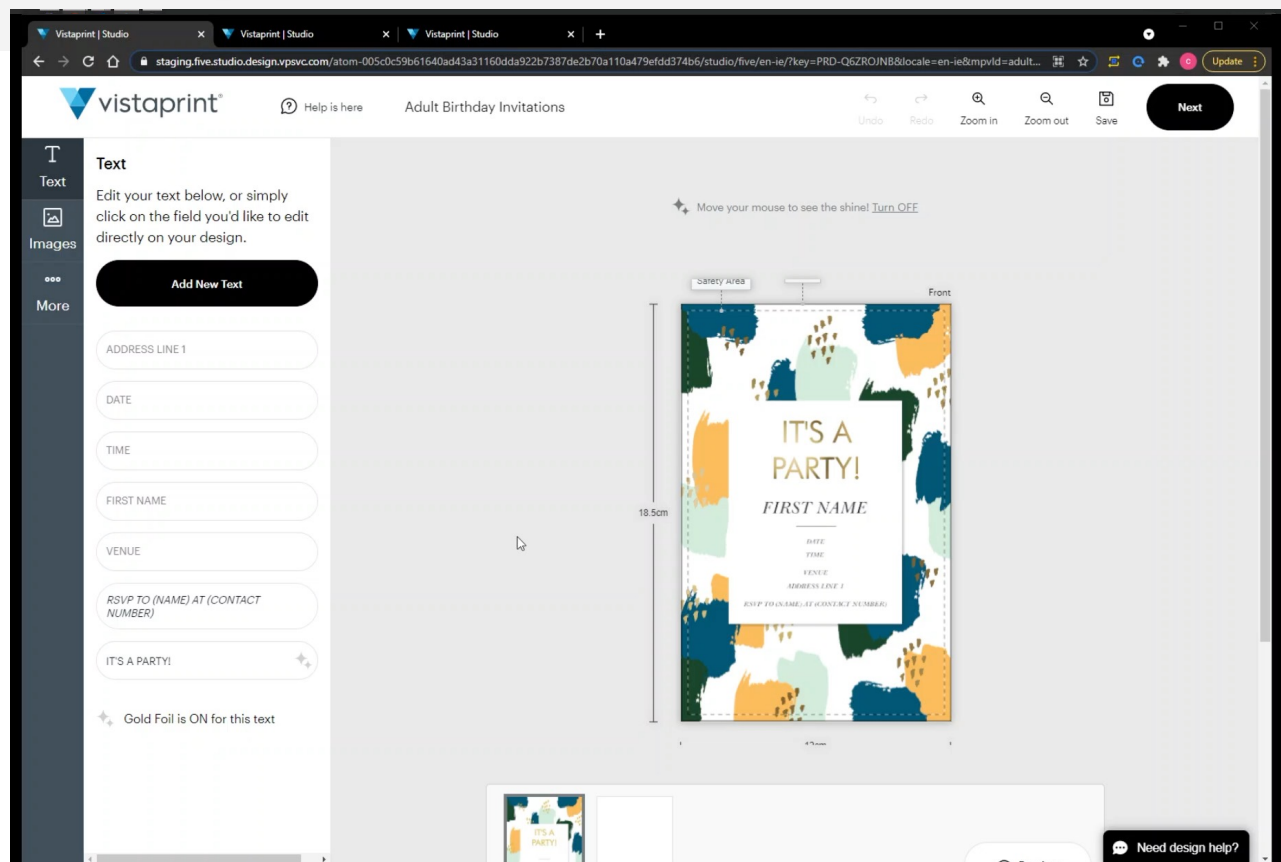 Vistaprint | Studio
Vistaprint | Studio
Vistaprint | Studio
staging.five.studio.design.vpsvc.com/atom-005c0c59b61640ad43a31160dda922b7387de2b70a110a479efdd374b6/studio/five/en-ie/?key=PRD-Q6ZROJNB&locale=en-ie&mpvId=adult...
C
Update
vistaprint®
Help is here
Adult Birthday Invitations
Undo
Redo
Zoom in
Zoom out
Save
Next
Text
Images
More
Text
Edit your text below, or simply
click on the field you'd like to edit
directly on your design.
Add New Text
ADDRESS LINE 1
DATE
TIME
FIRST NAME
VENUE
RSVP TO (NAME) AT (CONTACT
NUMBER)
IT'S A PARTY!
Gold Foil is ON for this text
Move your mouse to see the shine! Turn OFF
Safety Area
Front
18.5cm
IT'S A
PARTY!
FIRST NAME
DATE
TIME
VENUE
ADDRESS LINE 1
RSVP TO (NAME) AT (CONTACT NUMBER)
12cm
IT'S A
PARTY!
Need design help?